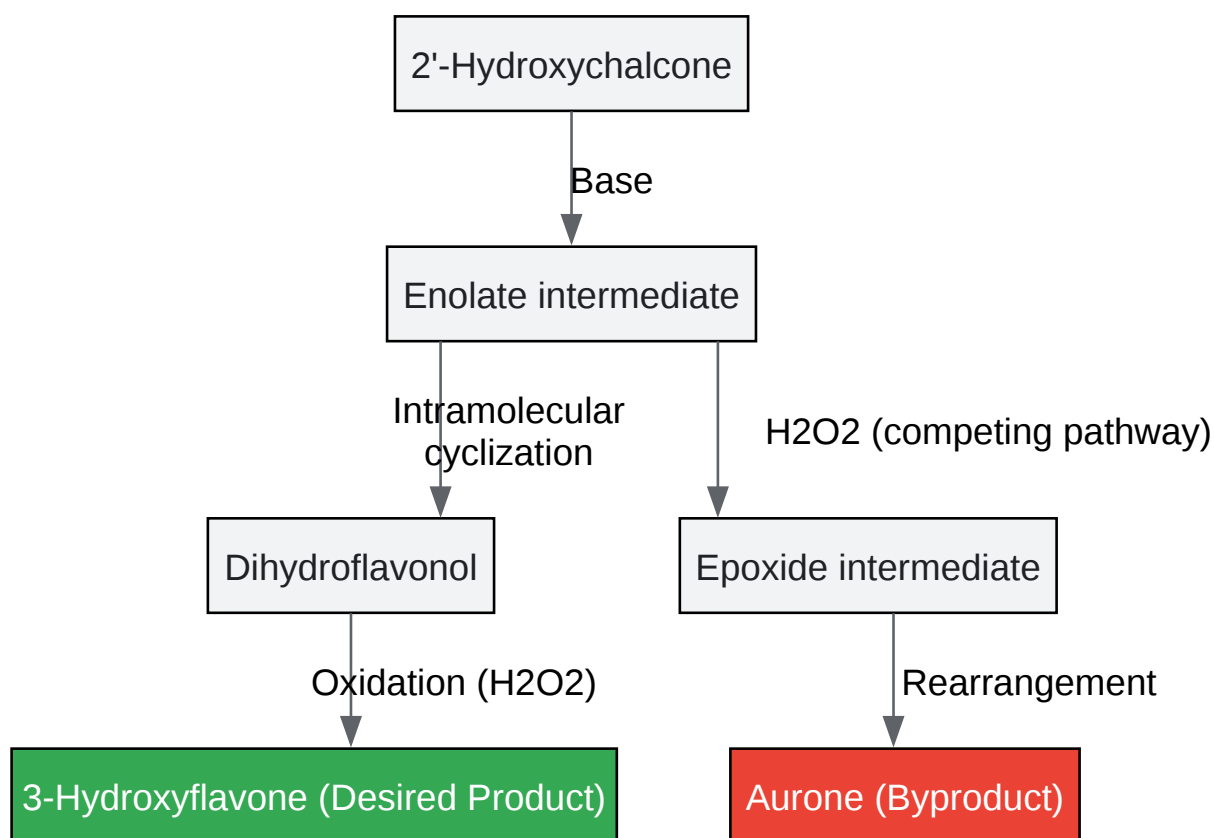 2'-Hydroxychalcone
Base
Enolate intermediate
Intramolecular
cyclization
H2O2 (competing pathway)
Dihydroflavonol
Epoxide intermediate
Oxidation (H2O2)
Rearrangement
3-Hydroxyflavone (Desired Product)
Aurone (Byproduct)